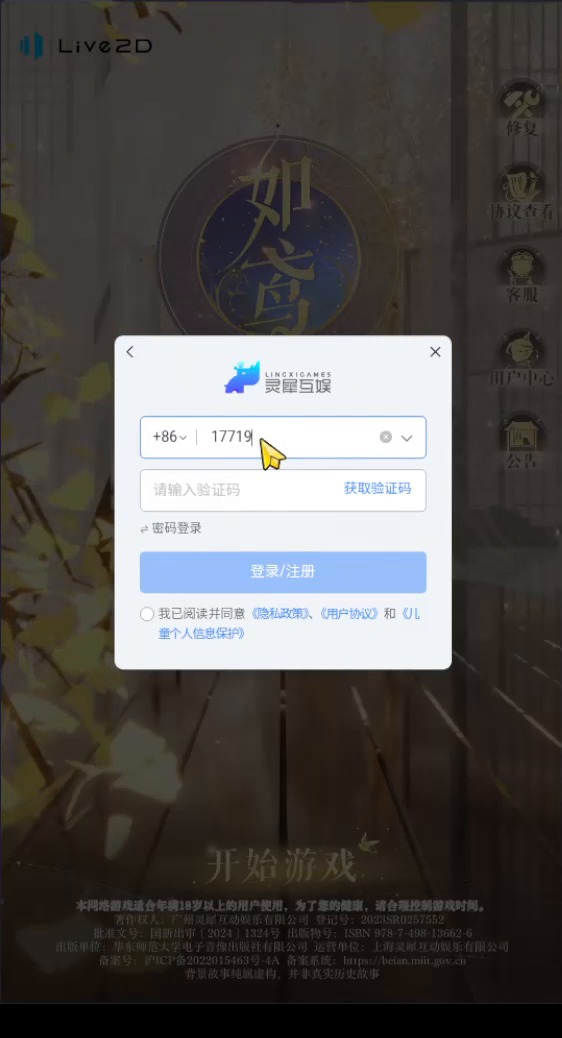 Live2D
修复
协议查看
客服
用户中心
公告
如鸢
LINGXIGAMES
灵犀互娱
+86
17719
请输入验证码
获取验证码
密码登录
登录/注册
我已阅读并同意《隐私政策》、《用户协议》和《儿
童个人信息保护》
开始游戏
本网络游戏适合年满18岁以上的用户使用,为了您的健康,请合理控制游戏时间。
著作权人:广州灵犀互动娱乐有限公司 登记号:2023SR0257552
批准文号:国新出审〔2024〕1324号 出版物号:ISBN 978-7-498-13662-6
出版单位:华东师范大学电子音像出版社有限公司 运营单位:上海灵犀互动娱乐有限公司
备案号:沪ICP备2022015463号-4A 备案系统:https://beian.miit.gov.cn
背景故事纯属虚构,并非真实历史故事